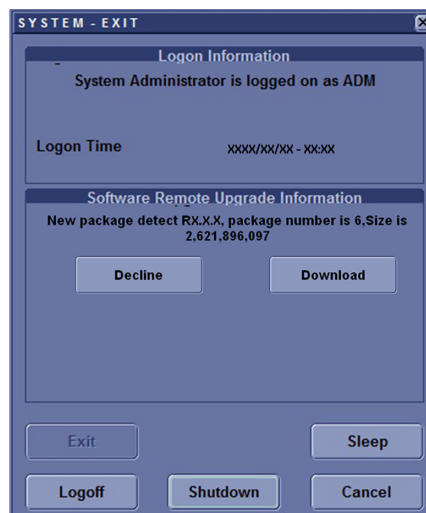 SYSTEM - EXIT
Logon Information
System Administrator is logged on as ADM
Logon Time XXXX/XX/XX - XX:XX
Software Remote Upgrade Information
New package detect RX.X.X, package number is 6,Size is
2,621,896,097
Decline Download
Exit Sleep
Logoff Shutdown Cancel